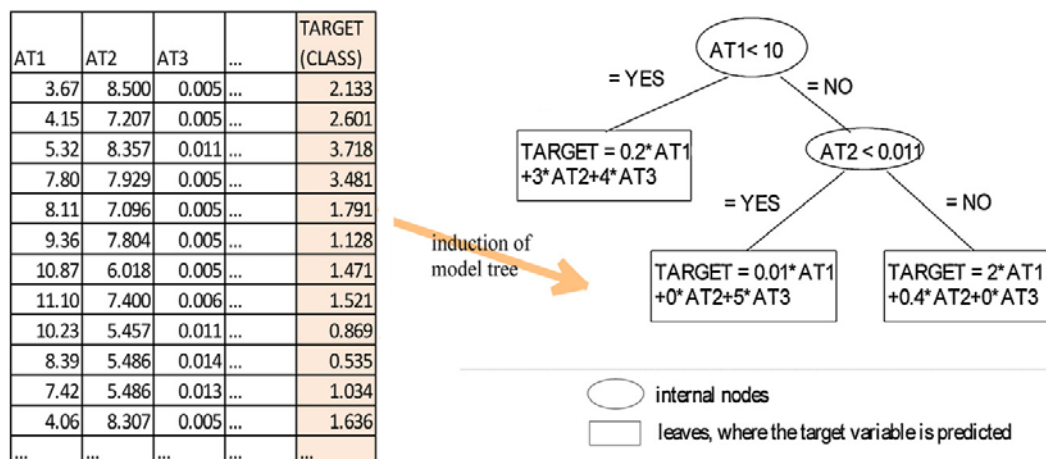 AT1 AT2 AT3 ... TARGET (CLASS)
3.67 8.500 0.005 ... 2.133
4.15 7.207 0.005 ... 2.601
5.32 8.357 0.011 ... 3.718
7.80 7.929 0.005 ... 3.481
8.11 7.096 0.005 ... 1.791
9.36 7.804 0.005 ... 1.128
10.87 6.018 0.005 ... 1.471
11.10 7.400 0.006 ... 1.521
10.23 5.457 0.011 ... 0.869
8.39 5.486 0.014 ... 0.535
7.42 5.486 0.013 ... 1.034
4.06 8.307 0.005 ... 1.636
... ... ... ... ...
induction of
model tree
AT1< 10
= YES
= NO
TARGET = 0.2*AT1
+3*AT2+4*AT3
AT2 < 0.011
= YES
= NO
TARGET = 0.01*AT1
+0*AT2+5*AT3
TARGET = 2*AT1
+0.4*AT2+0*AT3
internal nodes
leaves, where the target variable is predicted